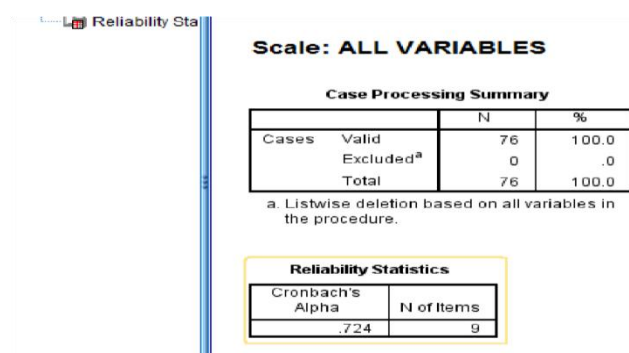 Reliability Sta
Scale: ALL VARIABLES
Case Processing Summary
N %
Cases Valid 76 100.0
Excludedª 0 .0
Total 76 100.0
a. Listwise deletion based on all variables in
the procedure.
Reliability Statistics
Cronbach's
Alpha N of Items
.724 9